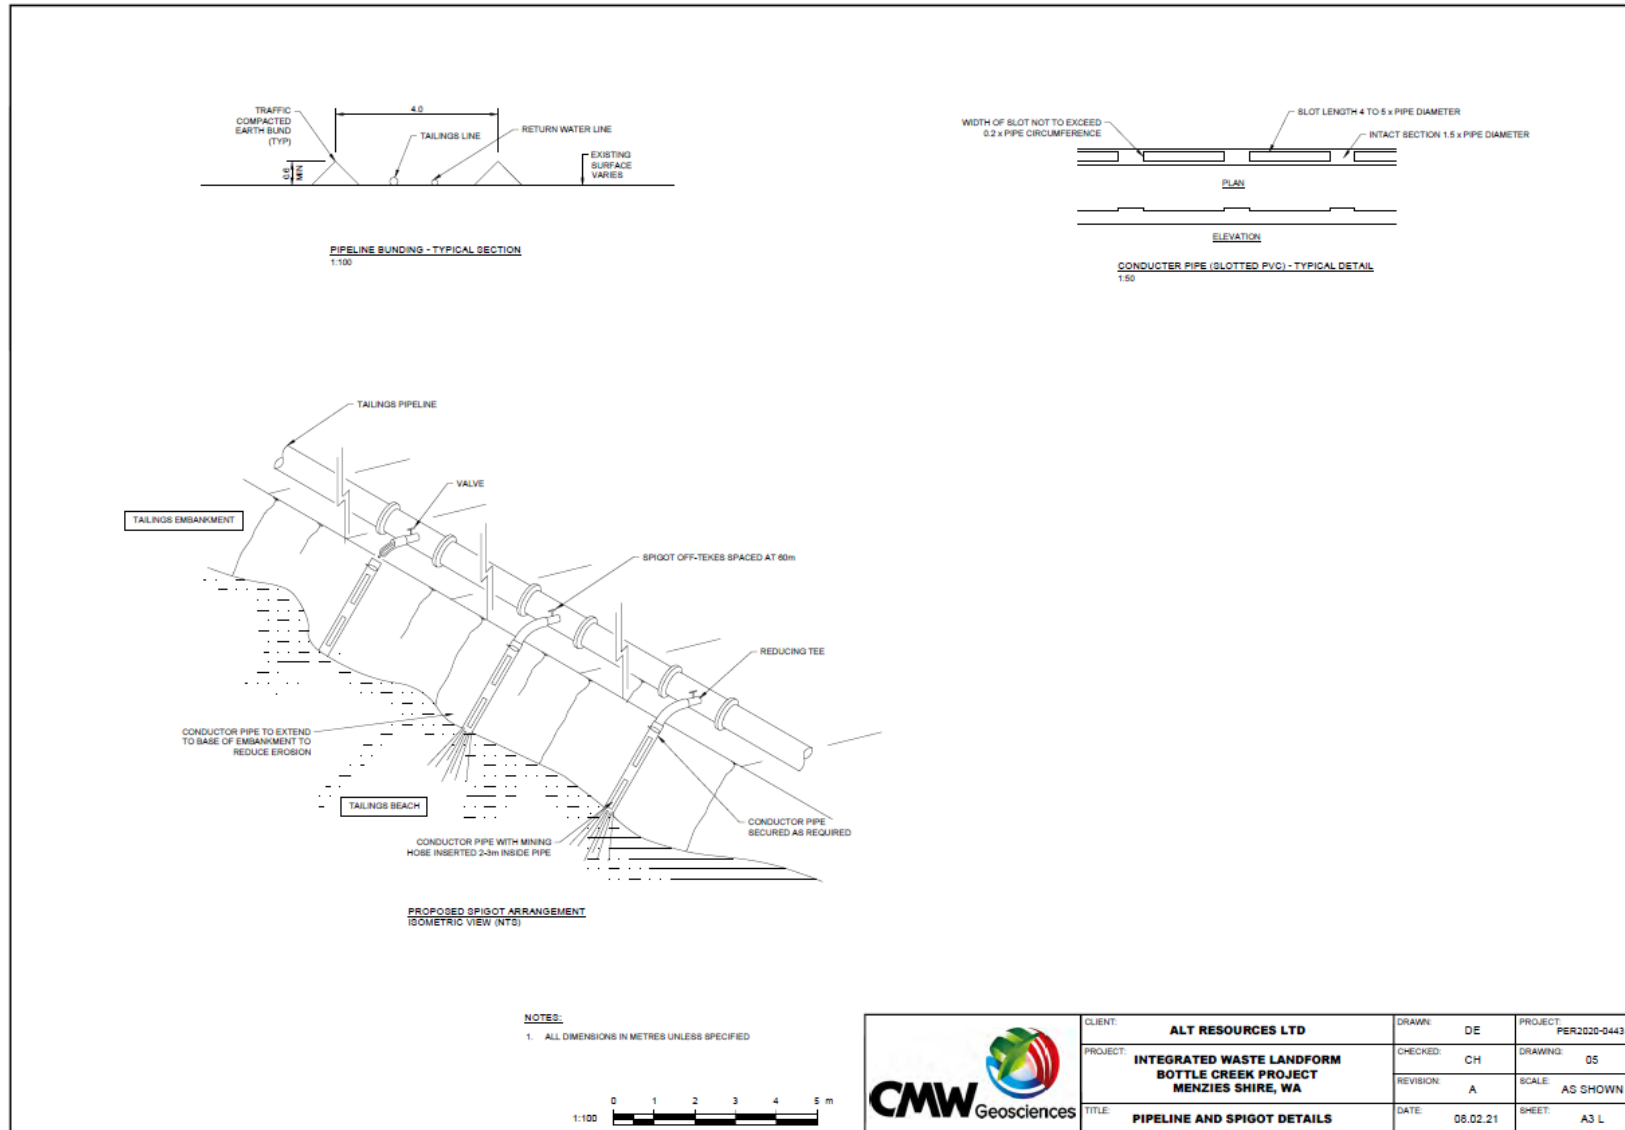 4.0
TRAFFIC
COMPACTED
EARTH BUND
(TYP)
TAILINGS LINE
RETURN WATER LINE
0.6
MIN
EXISTING
SURFACE
VARIES
PIPELINE BUNDING - TYPICAL SECTION
1:100
WIDTH OF SLOT NOT TO EXCEED
0.2 x PIPE CIRCUMFERENCE
SLOT LENGTH 4 TO 5 x PIPE DIAMETER
INTACT SECTION 1.5 x PIPE DIAMETER
PLAN
ELEVATION
CONDUCTER PIPE (SLOTTED PVC) - TYPICAL DETAIL
1:50
TAILINGS PIPELINE
VALVE
TAILINGS EMBANKMENT
SPIGOT OFF-TEKES SPACED AT 60m
REDUCING TEE
CONDUCTOR PIPE TO EXTEND
TO BASE OF EMBANKMENT TO
REDUCE EROSION
TAILINGS BEACH
CONDUCTOR PIPE
SECURED AS REQUIRED
CONDUCTOR PIPE WITH MINING
HOSE INSERTED 2-3m INSIDE PIPE
PROPOSED SPIGOT ARRANGEMENT
ISOMETRIC VIEW (NTS)
NOTES:
1. ALL DIMENSIONS IN METRES UNLESS SPECIFIED
0 1 2 3 4 5 m
1:100
CMW Geosciences
CLIENT: ALT RESOURCES LTD
PROJECT: INTEGRATED WASTE LANDFORM
BOTTLE CREEK PROJECT
MENZIES SHIRE, WA
TITLE: PIPELINE AND SPIGOT DETAILS
DRAWN: DE
CHECKED: CH
REVISION: A
DATE: 08.02.21
PROJECT: PER2020-0443
DRAWING: 05
SCALE: AS SHOWN
SHEET: A3 L